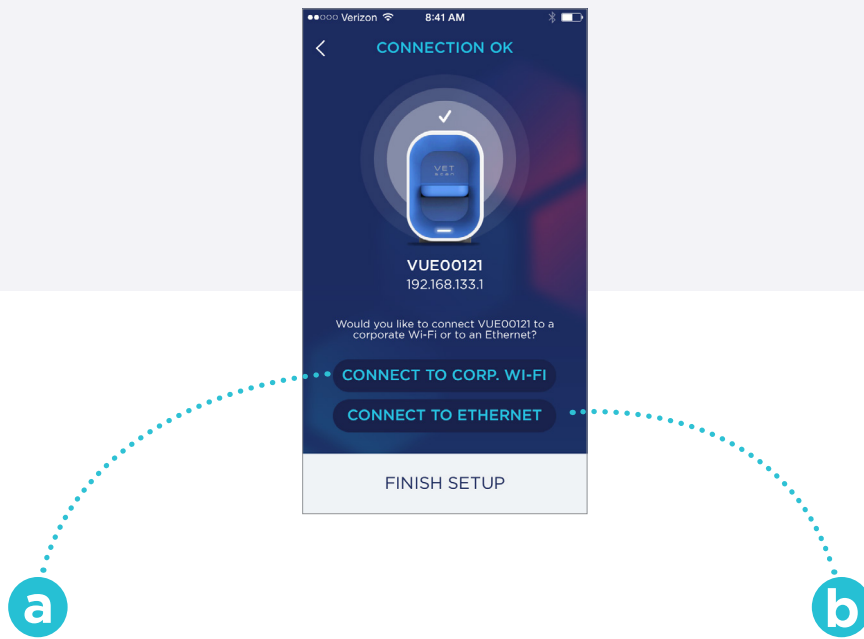 Verizon 8:41 AM
CONNECTION OK
VET
SCAN
VUE00121
192.168.133.1
Would you like to connect VUE00121 to a
corporate Wi-Fi or to an Ethernet?
CONNECT TO CORP. WI-FI
CONNECT TO ETHERNET
FINISH SETUP
a
b